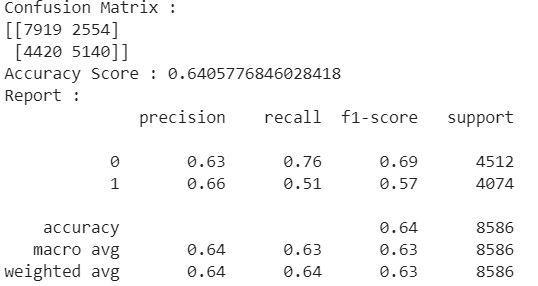 Confusion Matrix :
[[7919 2554]
 [4420 5140]]
Accuracy Score : 0.6405776846028418
Report :
              precision    recall  f1-score   support

           0       0.63      0.76      0.69      4512
           1       0.66      0.51      0.57      4074

    accuracy                           0.64      8586
   macro avg       0.64      0.63      0.63      8586
weighted avg       0.64      0.64      0.63      8586